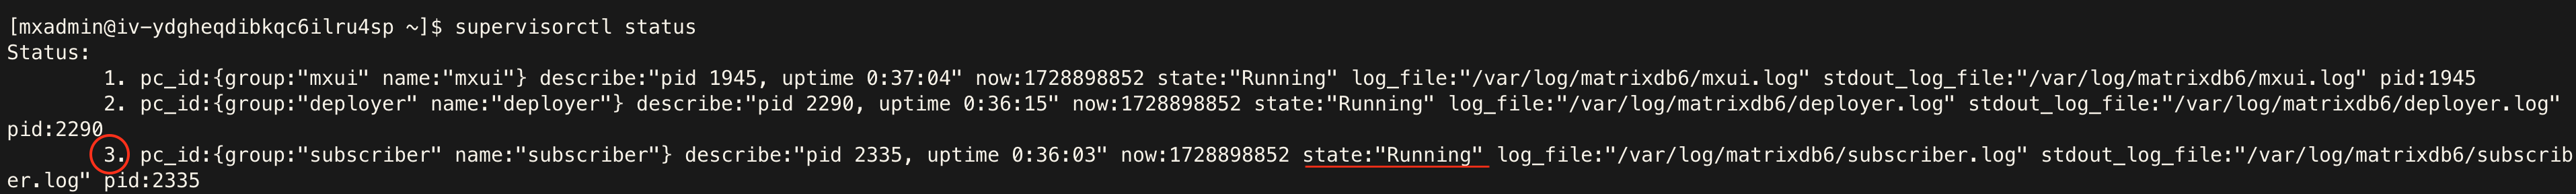 [mxadmin@iv-ydgheqdibkqc6ilru4sp ~]$ supervisorctl status
Status:
1. pc_id:{group:"mxui" name:"mxui"} describe:"pid 1945, uptime 0:37:04" now:1728898852 state:"Running" log_file:"/var/log/matrixdb6/mxui.log" stdout_log_file:"/var/log/matrixdb6/mxui.log" pid:1945
2. pc_id:{group:"deployer" name:"deployer"} describe:"pid 2290, uptime 0:36:15" now:1728898852 state:"Running" log_file:"/var/log/matrixdb6/deployer.log" stdout_log_file:"/var/log/matrixdb6/deployer.log"
pid:2290
3. pc_id:{group:"subscriber" name:"subscriber"} describe:"pid 2335, uptime 0:36:03" now:1728898852 state:"Running" log_file:"/var/log/matrixdb6/subscriber.log" stdout_log_file:"/var/log/matrixdb6/subscrib
er.log" pid:2335